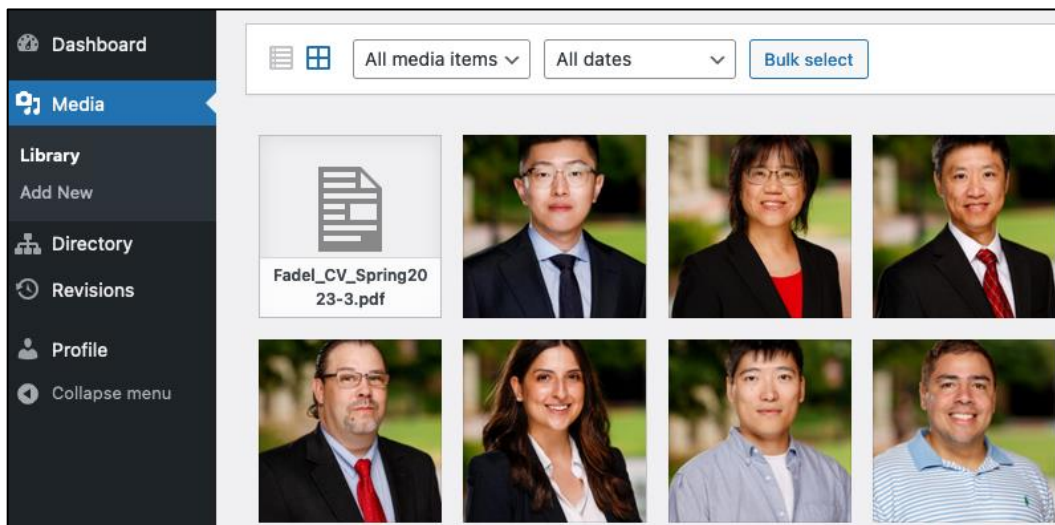 Dashboard
Media
Library
Add New
Directory
Revisions
Profile
Collapse menu
All media items
All dates
Bulk select
Fadel_CV_Spring20
23-3.pdf